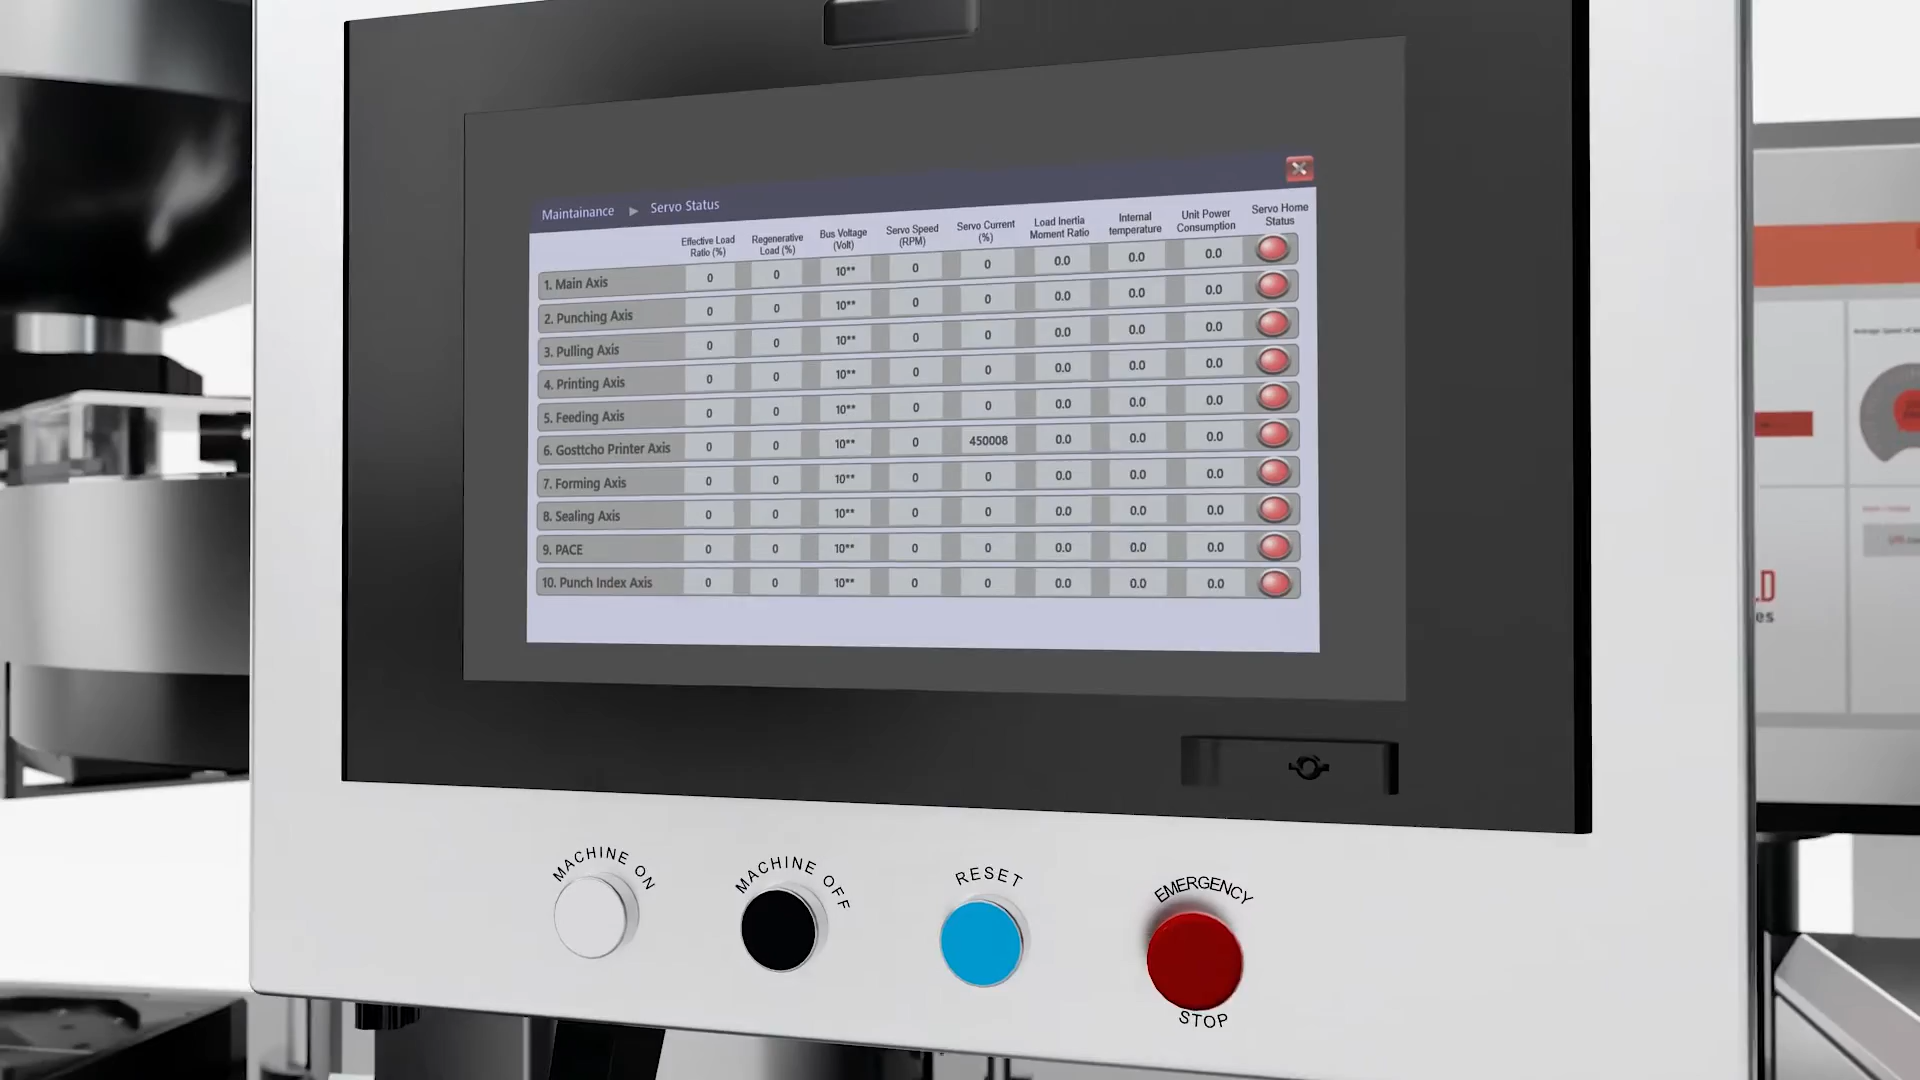 Maintainance ► Servo Status
Effective Load Ratio (%) Regenerative Load (%) Bus Voltage (Volt) Servo Speed (RPM) Servo Current (%) Load Inertia Moment Ratio Internal temperature Unit Power Consumption Servo Home Status
1. Main Axis 0 0 10** 0 0 0.0 0.0 0.0
2. Punching Axis 0 0 10** 0 0 0.0 0.0 0.0
3. Pulling Axis 0 0 10** 0 0 0.0 0.0 0.0
4. Printing Axis 0 0 10** 0 0 0.0 0.0 0.0
5. Feeding Axis 0 0 10** 0 0 0.0 0.0 0.0
6. Gosttcho Printer Axis 0 0 10** 0 450008 0.0 0.0 0.0
7. Forming Axis 0 0 10** 0 0 0.0 0.0 0.0
8. Sealing Axis 0 0 10** 0 0 0.0 0.0 0.0
9. PACE 0 0 10** 0 0 0.0 0.0 0.0
10. Punch Index Axis 0 0 10** 0 0 0.0 0.0 0.0
MACHINE ON
MACHINE OFF
RESET
EMERGENCY
STOP